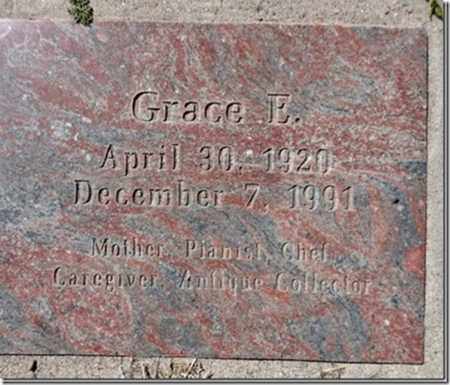 Grace E.
April 30, 1920
December 7, 1991
Mother, Pianist, Chef
Caregiver, Antique Collector